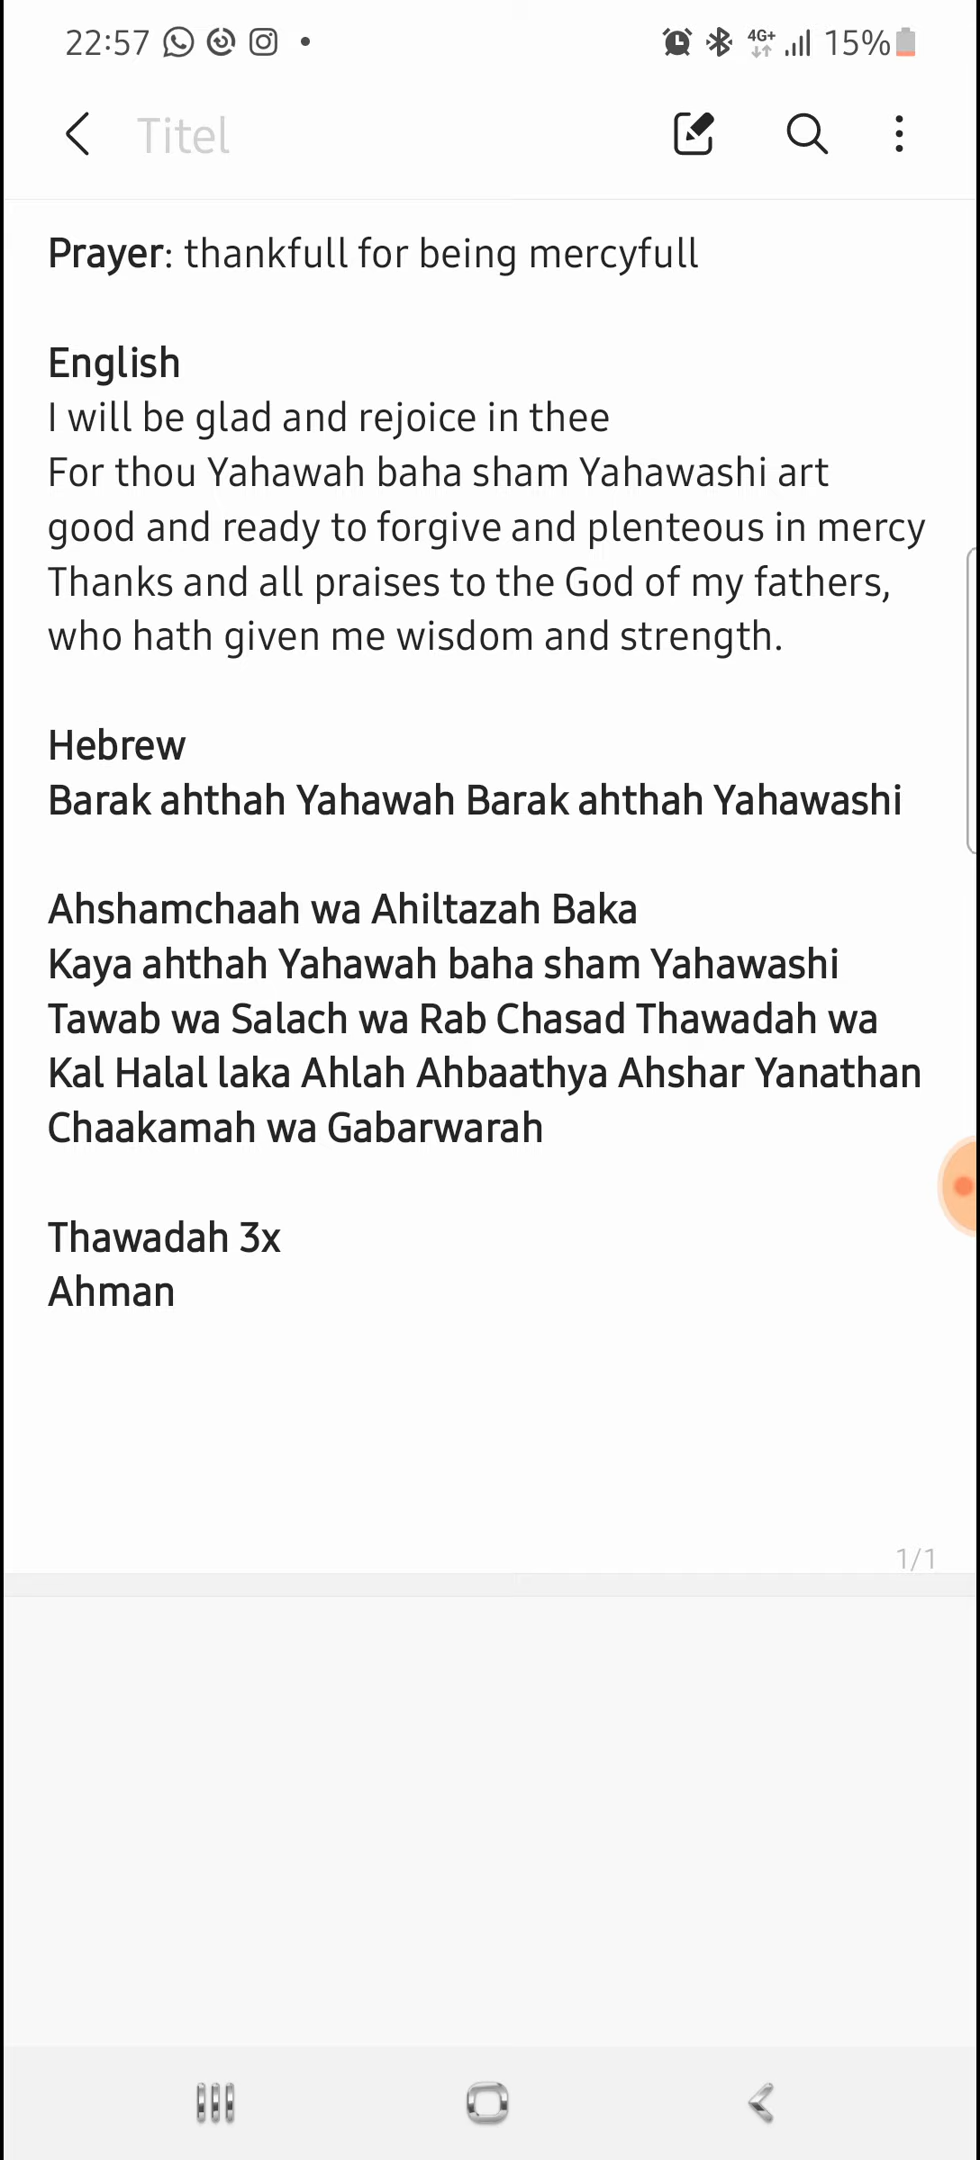 22:57 4G+ 15%
Titel
Prayer: thankfull for being mercyfull
English
I will be glad and rejoice in thee
For thou Yahawah baha sham Yahawashi art
good and ready to forgive and plenteous in mercy
Thanks and all praises to the God of my fathers,
who hath given me wisdom and strength.
Hebrew
Barak ahthah Yahawah Barak ahthah Yahawashi
Ahshamchaah wa Ahiltazah Baka
Kaya ahthah Yahawah baha sham Yahawashi
Tawab wa Salach wa Rab Chasad Thawadah wa
Kal Halal laka Ahlah Ahbaathya Ahshar Yanathan
Chaakamah wa Gabarwarah
Thawadah 3x
Ahman
1/1